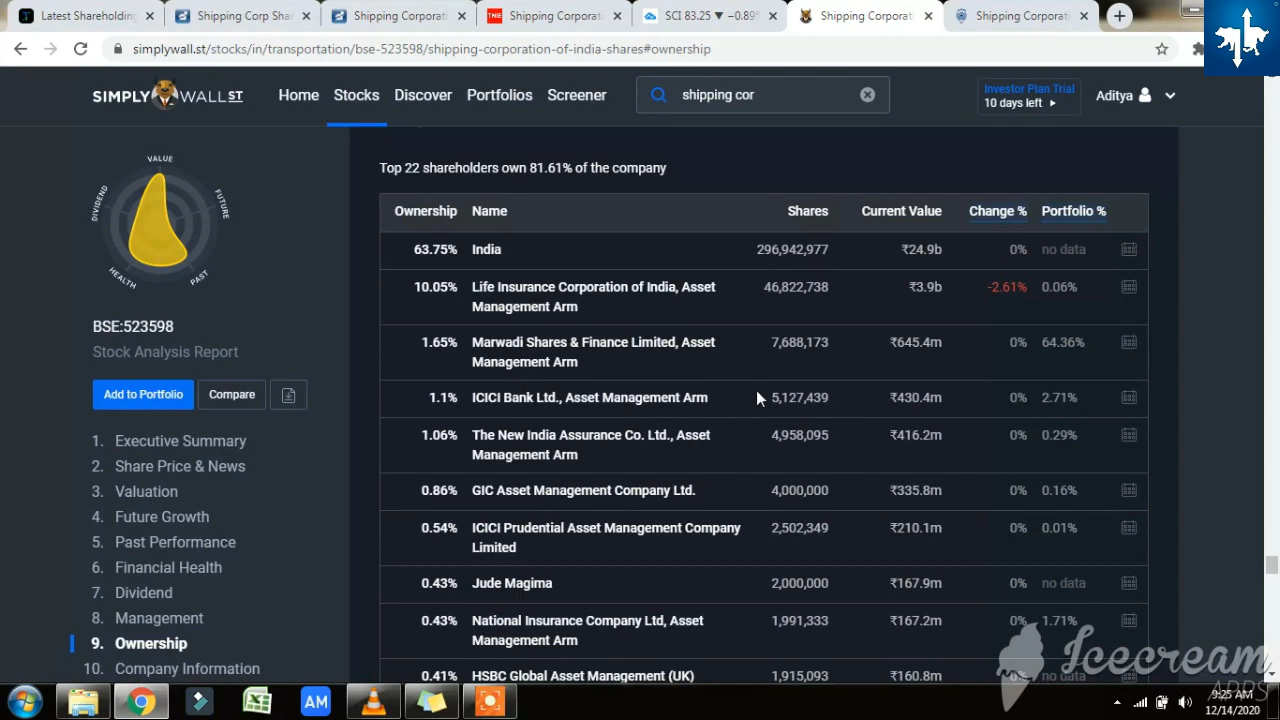 Latest Shareholding
Shipping Corp Sha
Shipping Corporati
Shipping Corporati
SCI 83.25 ▼ −0.89%
Shipping Corporati
Shipping Corporati
simplywall.st/stocks/in/transportation/bse-523598/shipping-corporation-of-india-shares#ownership
SIMPLY WALL ST
Home Stocks Discover Portfolios Screener
shipping cor
Investor Plan Trial
10 days left
Aditya
VALUE
FUTURE
PAST
HEALTH
DIVIDEND
BSE:523598
Stock Analysis Report
Add to Portfolio
Compare
1. Executive Summary
2. Share Price & News
3. Valuation
4. Future Growth
5. Past Performance
6. Financial Health
7. Dividend
8. Management
9. Ownership
10. Company Information
Top 22 shareholders own 81.61% of the company
Ownership Name Shares Current Value Change % Portfolio %
63.75% India 296,942,977 ₹24.9b 0% no data
10.05% Life Insurance Corporation of India, Asset 46,822,738 ₹3.9b -2.61% 0.06%
Management Arm
1.65% Marwadi Shares & Finance Limited, Asset 7,688,173 ₹645.4m 0% 64.36%
Management Arm
1.1% ICICI Bank Ltd., Asset Management Arm 5,127,439 ₹430.4m 0% 2.71%
1.06% The New India Assurance Co. Ltd., Asset 4,958,095 ₹416.2m 0% 0.29%
Management Arm
0.86% GIC Asset Management Company Ltd. 4,000,000 ₹335.8m 0% 0.16%
0.54% ICICI Prudential Asset Management Company 2,502,349 ₹210.1m 0% 0.01%
Limited
0.43% Jude Magima 2,000,000 ₹167.9m 0% no data
0.43% National Insurance Company Ltd, Asset 1,991,333 ₹167.2m 0% 1.71%
Management Arm
0.41% HSBC Global Asset Management (UK) 1,915,093 ₹160.8m 0%
Icecream
APPS
AM
9:25 AM
12/14/2020